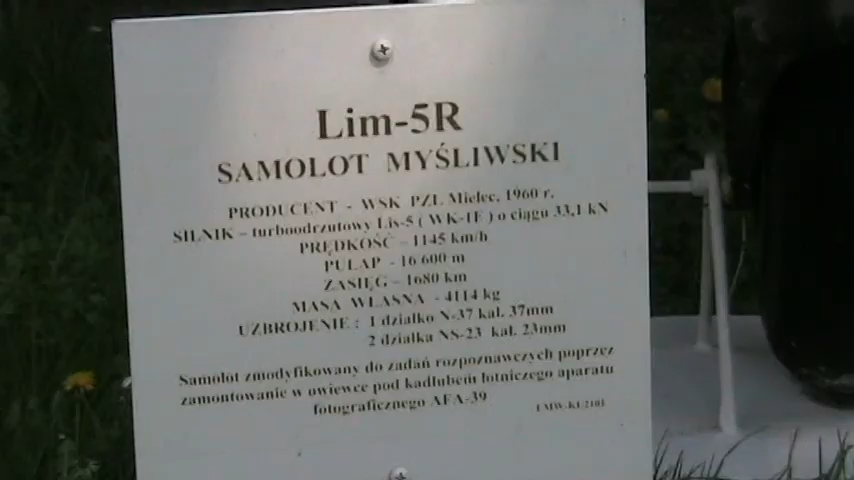 Lim-5R
SAMOLOT MYŚLIWSKI
PRODUCENT - WSK PZL Mielec, 1960 r.
SILNIK - turboodrzutowy Lis-5 ( WK-1F ) o ciągu 33,1 kN
PRĘDKOŚĆ - 1145 km/h
PUŁAP - 16 600 m
ZASIĘG - 1680 km
MASA WŁASNA - 4114 kg
UZBROJENIE : 1 działko N-37 kal. 37mm
2 działka NS-23 kal. 23mm
Samolot zmodyfikowany do zadań rozpoznawczych poprzez
zamontowanie w owiewce pod kadłubem lotniczego aparatu
fotograficznego AFA-39